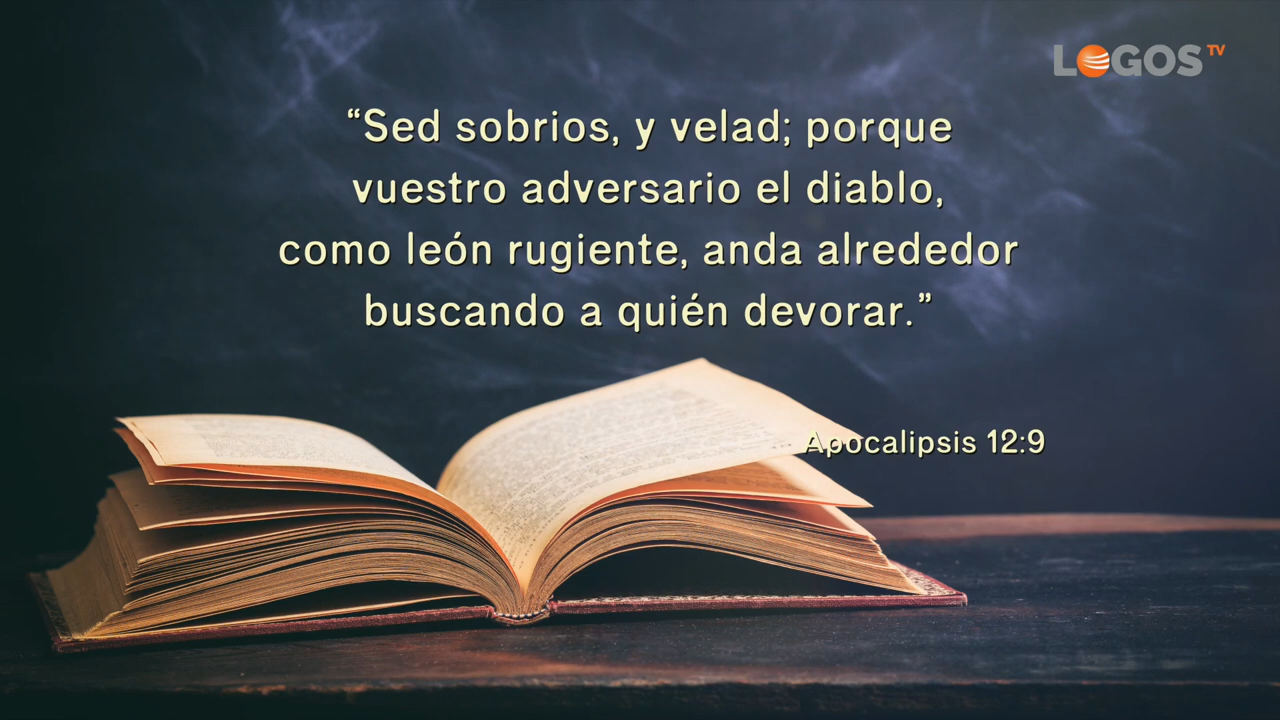 LOGOS TV
“Sed sobrios, y velad; porque
vuestro adversario el diablo,
como león rugiente, anda alrededor
buscando a quién devorar.”
Apocalipsis 12:9